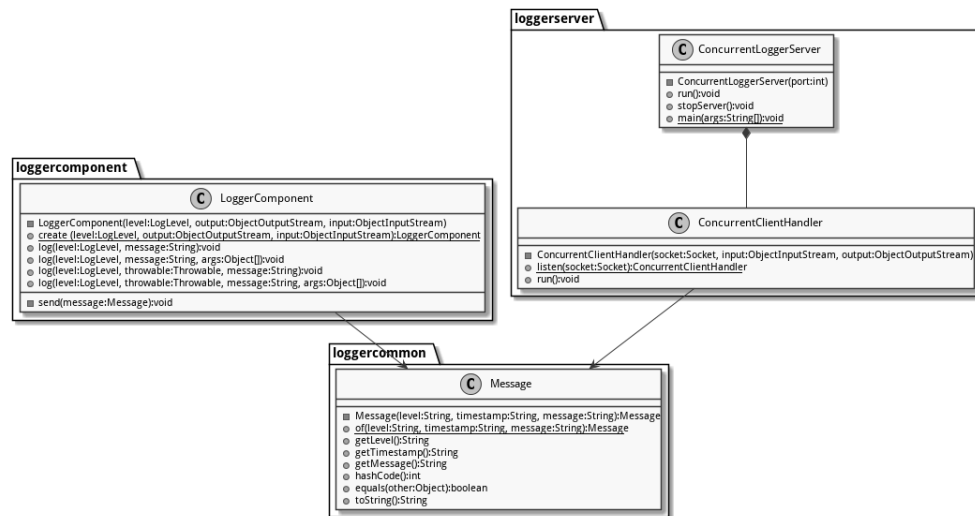 loggerserver
C ConcurrentLoggerServer
ConcurrentLoggerServer(port:int)
run():void
stopServer():void
main(args:String[]):void
loggercomponent
C LoggerComponent
LoggerComponent(level:LogLevel, output:ObjectOutputStream, input:ObjectInputStream)
create (level:LogLevel, output:ObjectOutputStream, input:ObjectInputStream):LoggerComponent
log(level:LogLevel, message:String):void
log(level:LogLevel, message:String, args:Object[]):void
log(level:LogLevel, throwable:Throwable, message:String):void
log(level:LogLevel, throwable:Throwable, message:String, args:Object[]):void
send(message:Message):void
C ConcurrentClientHandler
ConcurrentClientHandler(socket:Socket, input:ObjectInputStream, output:ObjectOutputStream)
listen(socket:Socket):ConcurrentClientHandler
run():void
loggercommon
C Message
Message(level:String, timestamp:String, message:String):Message
of(level:String, timestamp:String, message:String):Message
getLevel():String
getTimestamp():String
getMessage():String
hashCode():int
equals(other:Object):boolean
toString():String